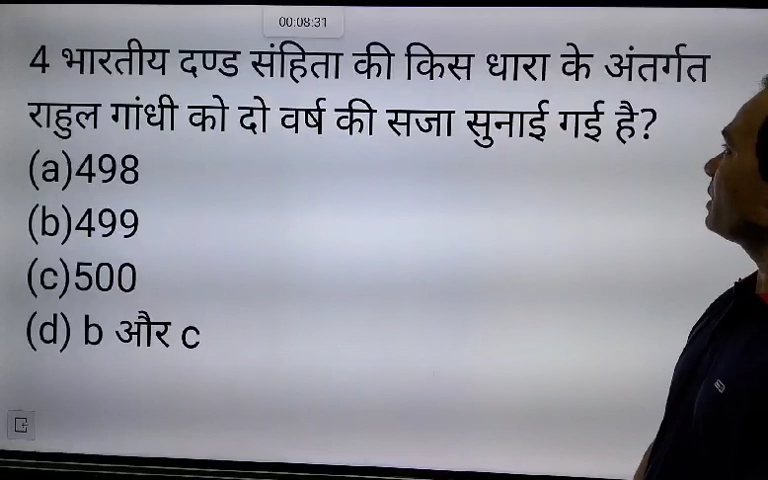 00:08:31
4 भारतीय दण्ड संहिता की किस धारा के अंतर्गत
राहुल गांधी को दो वर्ष की सजा सुनाई गई है?
(a)498
(b)499
(c)500
(d) b और c